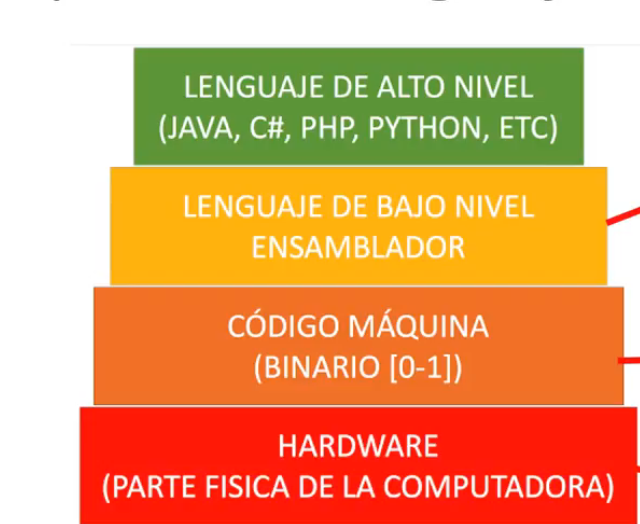 LENGUAJE DE ALTO NIVEL
(JAVA, C#, PHP, PYTHON, ETC)
LENGUAJE DE BAJO NIVEL
ENSAMBLADOR
CÓDIGO MÁQUINA
(BINARIO [0-1])
HARDWARE
(PARTE FISICA DE LA COMPUTADORA)